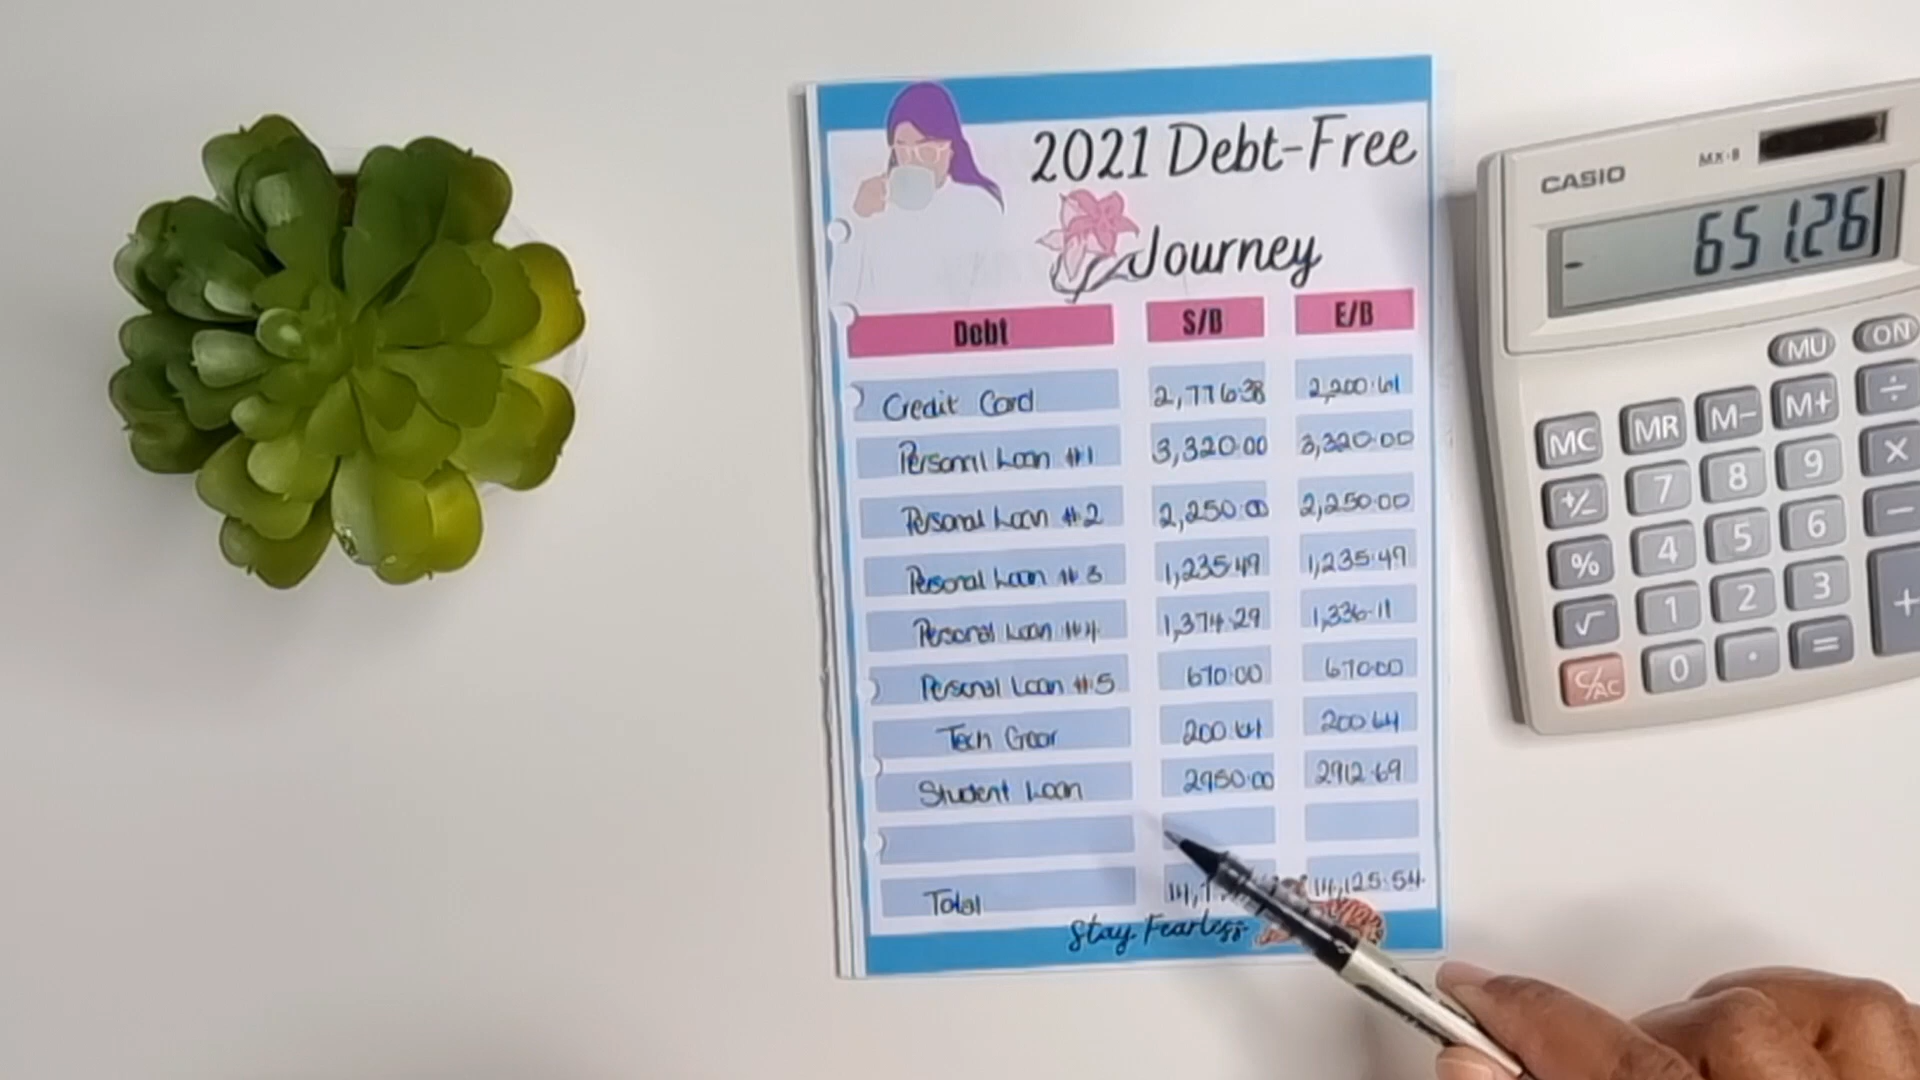 2021 Debt-Free
Journey
Debt S/B E/B
Credit Card 2,776.38 2,200.61
Personal Loan #1 3,320.00 3,320.00
Personal Loan #2 2,250.00 2,250.00
Personal Loan #3 1,235.49 1,235.49
Personal Loan #4 1,374.29 1,336.11
Personal Loan #5 670.00 670.00
Tech Gear 200.64 200.64
Student Loan 2950.00 2912.69
Total 14,125.54
Stay Fearless
CASIO MX-8
- 651.26
MU ON
MC MR M- M+ ÷
+/- 7 8 9 ×
% 4 5 6 −
√ 1 2 3 +
C/AC 0 . =